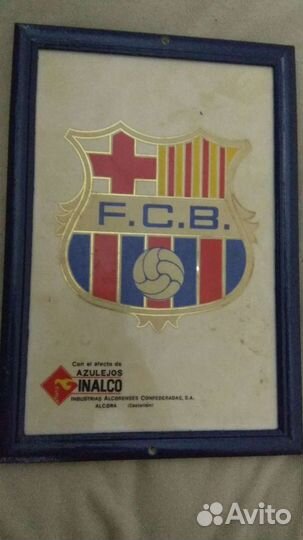 F.C.B.
Con el afecto de
AZULEJOS
INALCO
INDUSTRIAS ALCORENSES CONFEDERADAS, S.A.
ALCORA (Castellón)
Avito